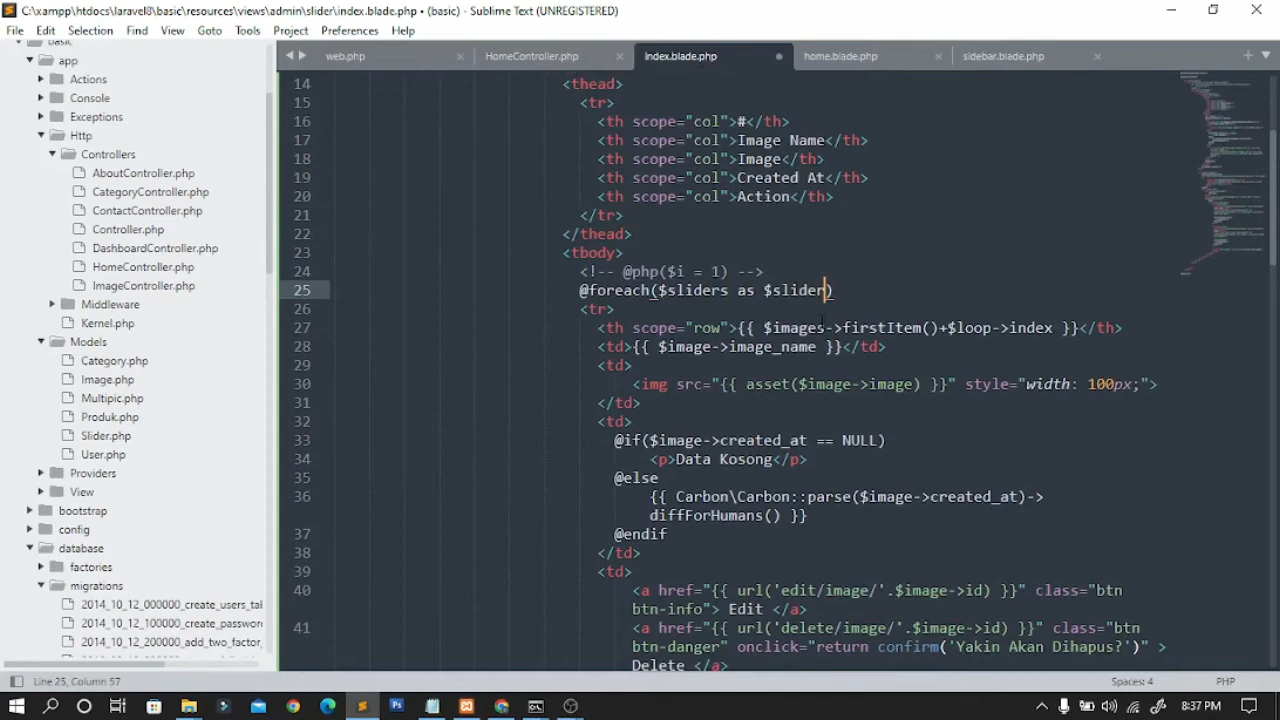 C:\xampp\htdocs\laravel8\basic\resources\views\admin\slider\index.blade.php • (basic) - Sublime Text (UNREGISTERED)
File Edit Selection Find View Goto Tools Project Preferences Help
basic
app
Actions
Console
Exceptions
Http
Controllers
AboutController.php
CategoryController.php
ContactController.php
Controller.php
DashboardController.php
HomeController.php
ImageController.php
Middleware
Kernel.php
Models
Category.php
Image.php
Multipic.php
Produk.php
Slider.php
User.php
Providers
View
bootstrap
config
database
factories
migrations
2014_10_12_000000_create_users_tal
2014_10_12_100000_create_password
2014_10_12_200000_add_two_factor_
web.php HomeController.php index.blade.php home.blade.php sidebar.blade.php
14 <thead>
15 <tr>
16 <th scope="col">#</th>
17 <th scope="col">Image Name</th>
18 <th scope="col">Image</th>
19 <th scope="col">Created At</th>
20 <th scope="col">Action</th>
21 </tr>
22 </thead>
23 <tbody>
24 <!-- @php($i = 1) -->
25 @foreach($sliders as $slider)
26 <tr>
27 <th scope="row">{{ $images->firstItem()+$loop->index }}</th>
28 <td>{{ $image->image_name }}</td>
29 <td>
30 <img src="{{ asset($image->image) }}" style="width: 100px;">
31 </td>
32 <td>
33 @if($image->created_at == NULL)
34 <p>Data Kosong</p>
35 @else
36 {{ Carbon\Carbon::parse($image->created_at)->
diffForHumans() }}
37 @endif
38 </td>
39 <td>
40 <a href="{{ url('edit/image/'.$image->id) }}" class="btn
btn-info"> Edit </a>
41 <a href="{{ url('delete/image/'.$image->id) }}" class="btn
btn-danger" onclick="return confirm('Yakin Akan Dihapus?')" >
Delete </a>
Line 25, Column 57
Spaces: 4 PHP
8:37 PM